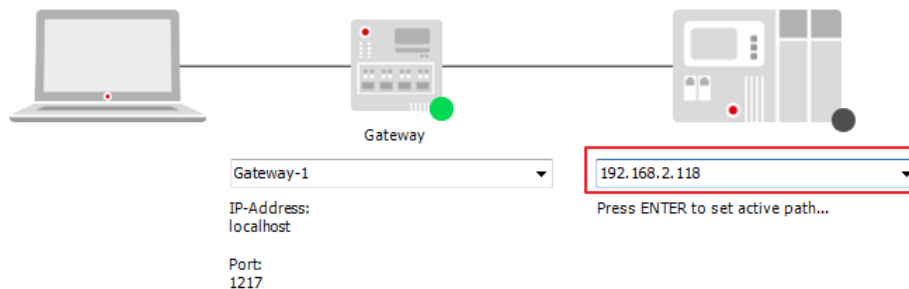 Gateway
Gateway-1
192.168.2.118
IP-Address:
localhost
Press ENTER to set active path...
Port:
1217